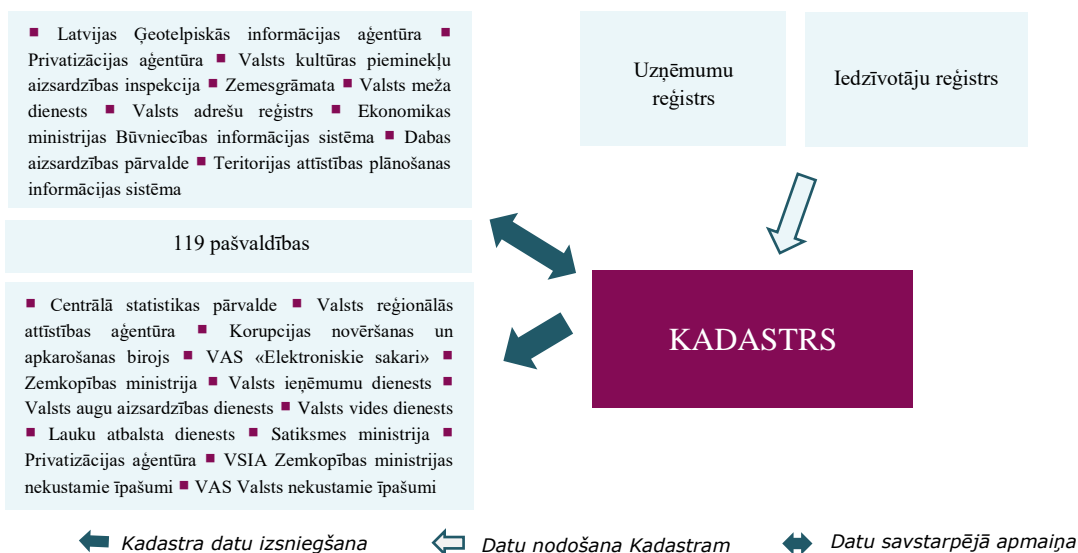 ■ Latvijas Ģeotelpiskās informācijas aģentūra ■
Privatizācijas aģentūra ■ Valsts kultūras pieminekļu
aizsardzības inspekcija ■ Zemesgrāmata ■ Valsts meža
dienests ■ Valsts adrešu reģistrs ■ Ekonomikas
ministrijas Būvniecības informācijas sistēma ■ Dabas
aizsardzības pārvalde ■ Teritorijas attīstības plānošanas
informācijas sistēma
119 pašvaldības
■ Centrālā statistikas pārvalde ■ Valsts reģionālās
attīstības aģentūra ■ Korupcijas novēršanas un
apkarošanas birojs ■ VAS «Elektroniskie sakari» ■
Zemkopības ministrija ■ Valsts ieņēmumu dienests ■
Valsts augu aizsardzības dienests ■ Valsts vides dienests
■ Lauku atbalsta dienests ■ Satiksmes ministrija ■
Privatizācijas aģentūra ■ VSIA Zemkopības ministrijas
nekustamie īpašumi ■ VAS Valsts nekustamie īpašumi
Uzņēmumu
reģistrs
Iedzīvotāju reģistrs
KADASTRS
Kadastra datu izsniegšana
Datu nodošana Kadastram
Datu savstarpējā apmaiņa